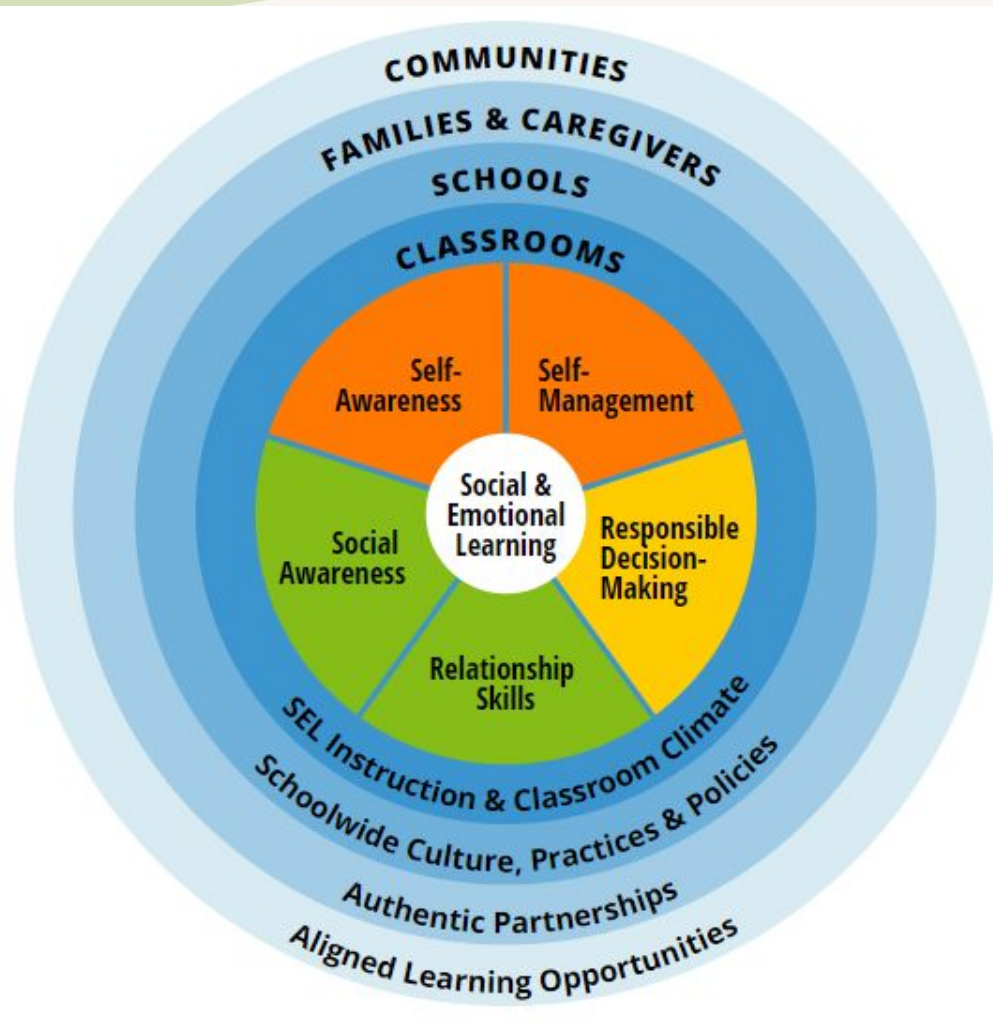 COMMUNITIES
FAMILIES & CAREGIVERS
SCHOOLS
CLASSROOMS
Self-
Awareness
Self-
Management
Social &
Emotional
Learning
Social
Awareness
Responsible
Decision-
Making
Relationship
Skills
SEL Instruction & Classroom Climate
Schoolwide Culture, Practices & Policies
Authentic Partnerships
Aligned Learning Opportunities